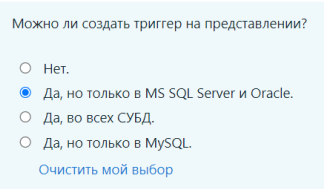 Можно ли создать триггер на представлении?
Нет.
Да, но только в MS SQL Server и Oracle.
Да, во всех СУБД.
Да, но только в MySQL.
Очистить мой выбор